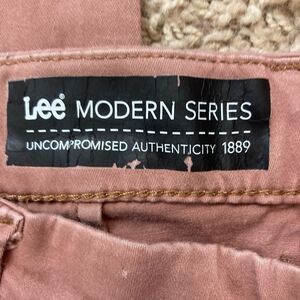 Lee MODERN SERIES
UNCOMPROMISED AUTHENTICITY 1889